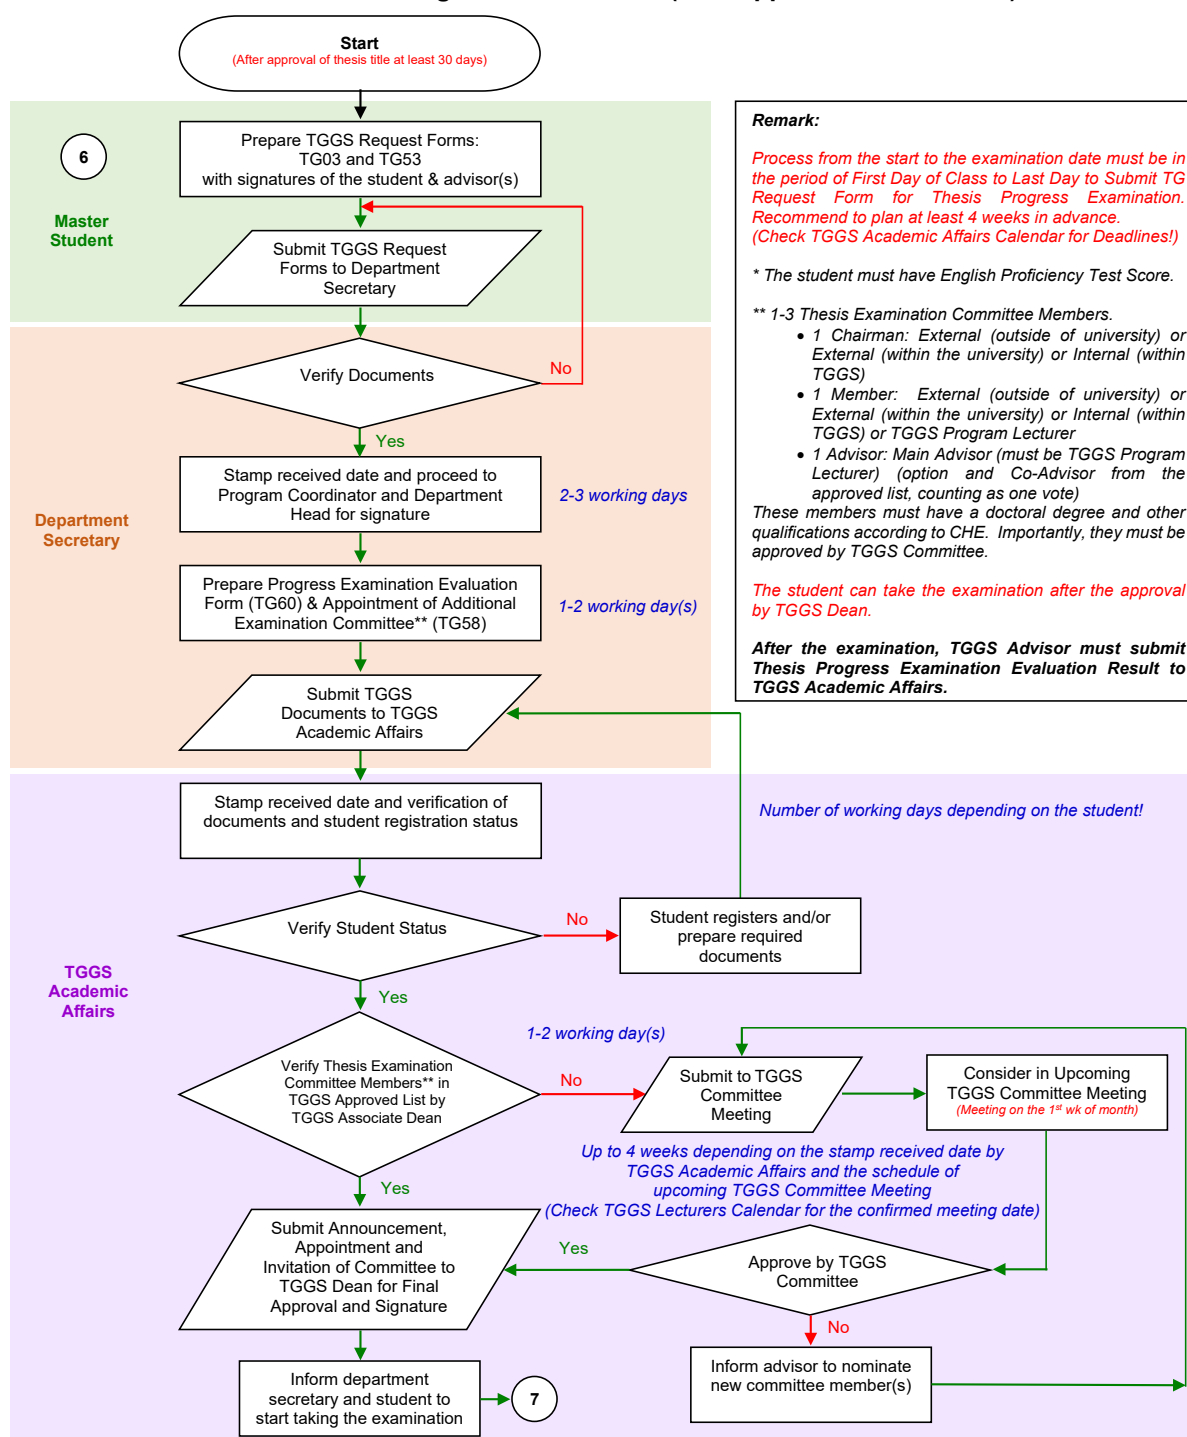 Start
(After approval of thesis title at least 30 days)
6
Master
Student
Prepare TGGS Request Forms:
TG03 and TG53
with signatures of the student & advisor(s)
Submit TGGS Request
Forms to Department
Secretary
Remark:
Process from the start to the examination date must be in
the period of First Day of Class to Last Day to Submit TG
Request Form for Thesis Progress Examination.
Recommend to plan at least 4 weeks in advance.
(Check TGGS Academic Affairs Calendar for Deadlines!)
* The student must have English Proficiency Test Score.
** 1-3 Thesis Examination Committee Members.
• 1 Chairman: External (outside of university) or
External (within the university) or Internal (within
TGGS)
• 1 Member: External (outside of university) or
External (within the university) or Internal (within
TGGS) or TGGS Program Lecturer
• 1 Advisor: Main Advisor (must be TGGS Program
Lecturer) (option and Co-Advisor from the
approved list, counting as one vote)
These members must have a doctoral degree and other
qualifications according to CHE. Importantly, they must be
approved by TGGS Committee.
The student can take the examination after the approval
by TGGS Dean.
After the examination, TGGS Advisor must submit
Thesis Progress Examination Evaluation Result to
TGGS Academic Affairs.
Department
Secretary
Verify Documents
No
Yes
Stamp received date and proceed to
Program Coordinator and Department
Head for signature
2-3 working days
Prepare Progress Examination Evaluation
Form (TG60) & Appointment of Additional
Examination Committee** (TG58)
1-2 working day(s)
Submit TGGS
Documents to TGGS
Academic Affairs
TGGS
Academic
Affairs
Stamp received date and verification of
documents and student registration status
Number of working days depending on the student!
Verify Student Status
No
Student registers and/or
prepare required
documents
Yes
1-2 working day(s)
Verify Thesis Examination
Committee Members** in
TGGS Approved List by
TGGS Associate Dean
No
Submit to TGGS
Committee
Meeting
Consider in Upcoming
TGGS Committee Meeting
(Meeting on the 1st wk of month)
Up to 4 weeks depending on the stamp received date by
TGGS Academic Affairs and the schedule of
upcoming TGGS Committee Meeting
(Check TGGS Lecturers Calendar for the confirmed meeting date)
Yes
Submit Announcement,
Appointment and
Invitation of Committee to
TGGS Dean for Final
Approval and Signature
Yes
Approve by TGGS
Committee
No
Inform advisor to nominate
new committee member(s)
Inform department
secretary and student to
start taking the examination
7